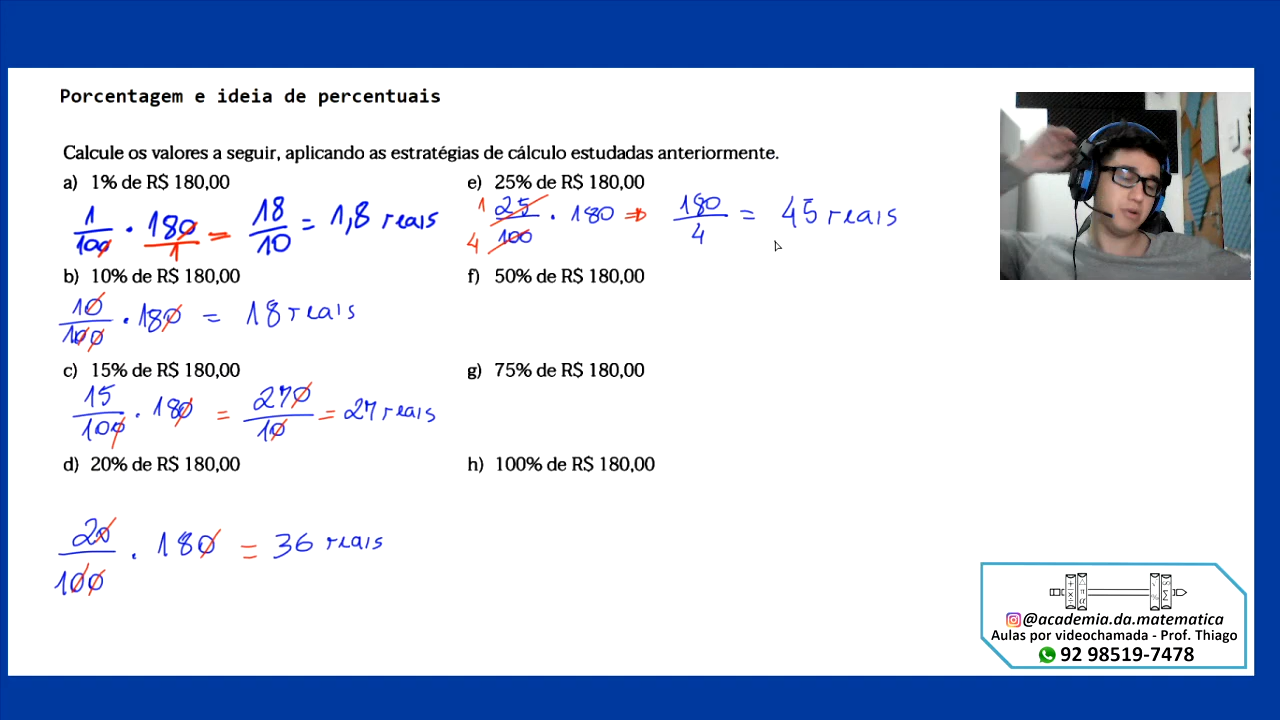 Porcentagem e ideia de percentuais
Calcule os valores a seguir, aplicando as estratégias de cálculo estudadas anteriormente.
a) 1% de R$ 180,00
1/100 · 180/1 = 18/10 = 1,8 reais
b) 10% de R$ 180,00
10/100 · 180 = 18 reais
c) 15% de R$ 180,00
15/100 · 180 = 270/10 = 27 reais
d) 20% de R$ 180,00
20/100 · 180 = 36 reais
e) 25% de R$ 180,00
1 25/100 4 · 180 ⇒ 180/4 = 45 reais
f) 50% de R$ 180,00
g) 75% de R$ 180,00
h) 100% de R$ 180,00
@academia.da.matematica
Aulas por videochamada - Prof. Thiago
92 98519-7478